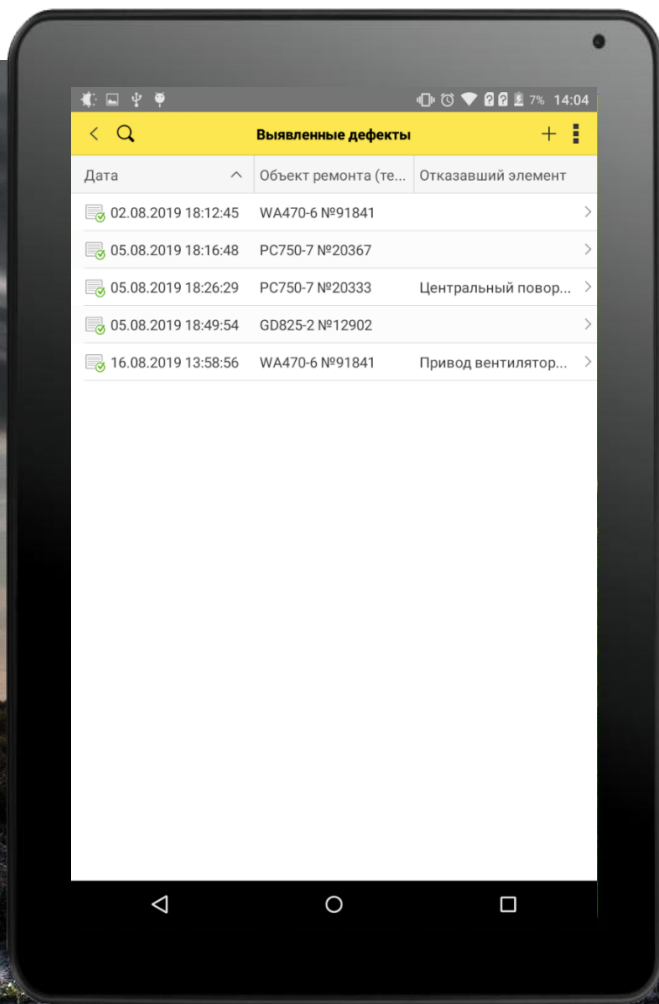 7% 14:04
Выявленные дефекты
Дата Объект ремонта (те... Отказавший элемент
02.08.2019 18:12:45 WA470-6 №91841
05.08.2019 18:16:48 PC750-7 №20367
05.08.2019 18:26:29 PC750-7 №20333 Центральный повор...
05.08.2019 18:49:54 GD825-2 №12902
16.08.2019 13:58:56 WA470-6 №91841 Привод вентилятор...